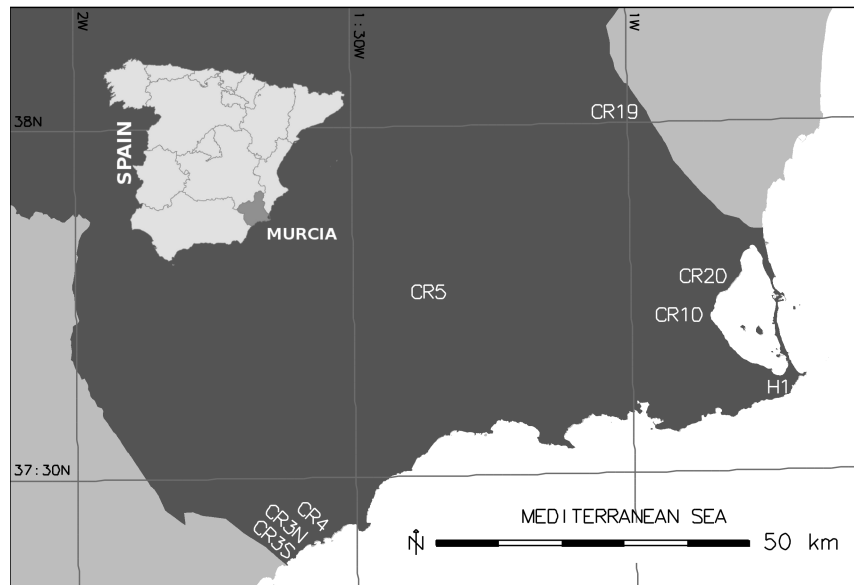 2W
1:30W
1W
38N
CR19
SPAIN
MURCIA
CR20
CR5
CR10
H1
37:30N
CR4
CR3N
CR3S
MEDITERRANEAN SEA
N
50 km